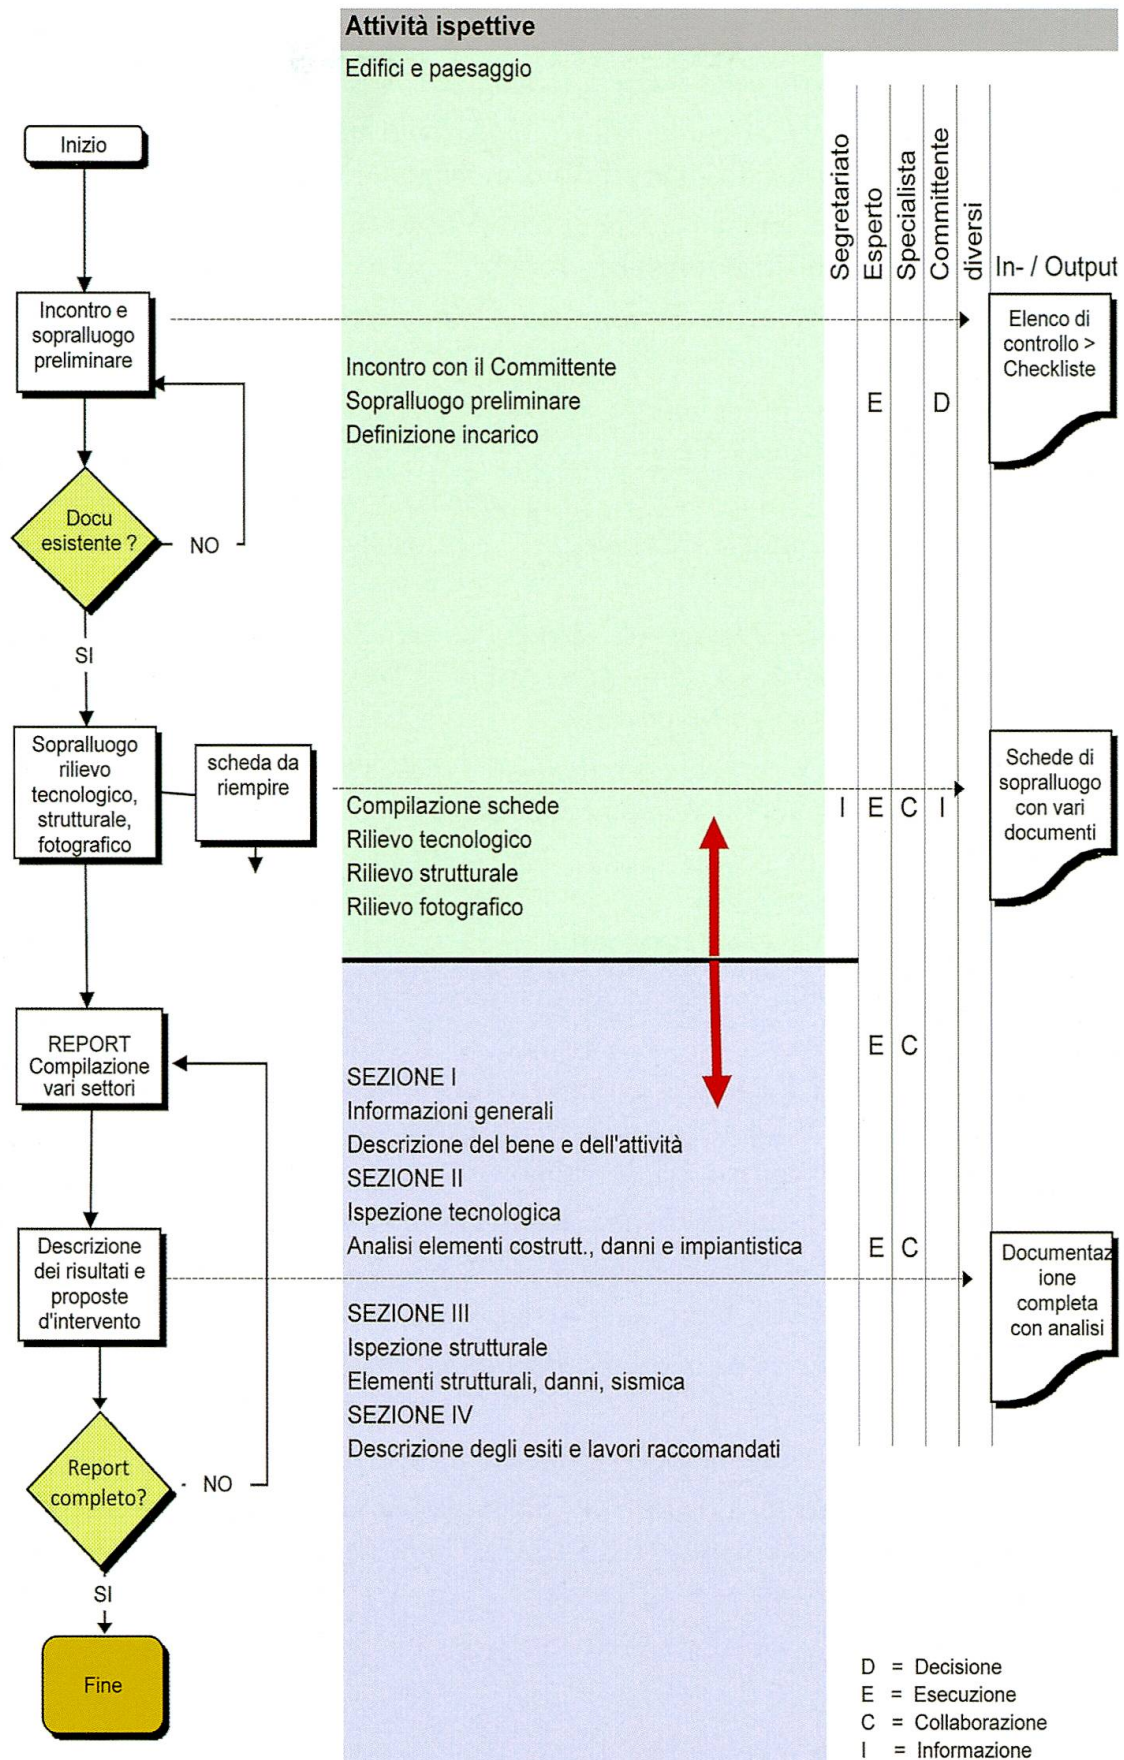 Attività ispettive
Edifici e paesaggio
Inizio
Segretariato
Esperto
Specialista
Committente
diversi
In- / Output
Incontro e
sopralluogo
preliminare
Elenco di
controllo >
Checkliste
Incontro con il Committente
Sopralluogo preliminare
E D
Definizione incarico
Docu
esistente ?
NO
SI
Sopralluogo
rilievo
tecnologico,
strutturale,
fotografico
scheda da
riempire
Schede di
sopralluogo
con vari
documenti
Compilazione schede
I E C I
Rilievo tecnologico
Rilievo strutturale
Rilievo fotografico
REPORT
Compilazione
vari settori
E C
SEZIONE I
Informazioni generali
Descrizione del bene e dell'attività
SEZIONE II
Ispezione tecnologica
Analisi elementi costrutt., danni e impiantistica
E C
Descrizione
dei risultati e
proposte
d'intervento
Documentaz
ione
completa
con analisi
SEZIONE III
Ispezione strutturale
Elementi strutturali, danni, sismica
SEZIONE IV
Descrizione degli esiti e lavori raccomandati
Report
completo?
NO
SI
Fine
D = Decisione
E = Esecuzione
C = Collaborazione
I = Informazione